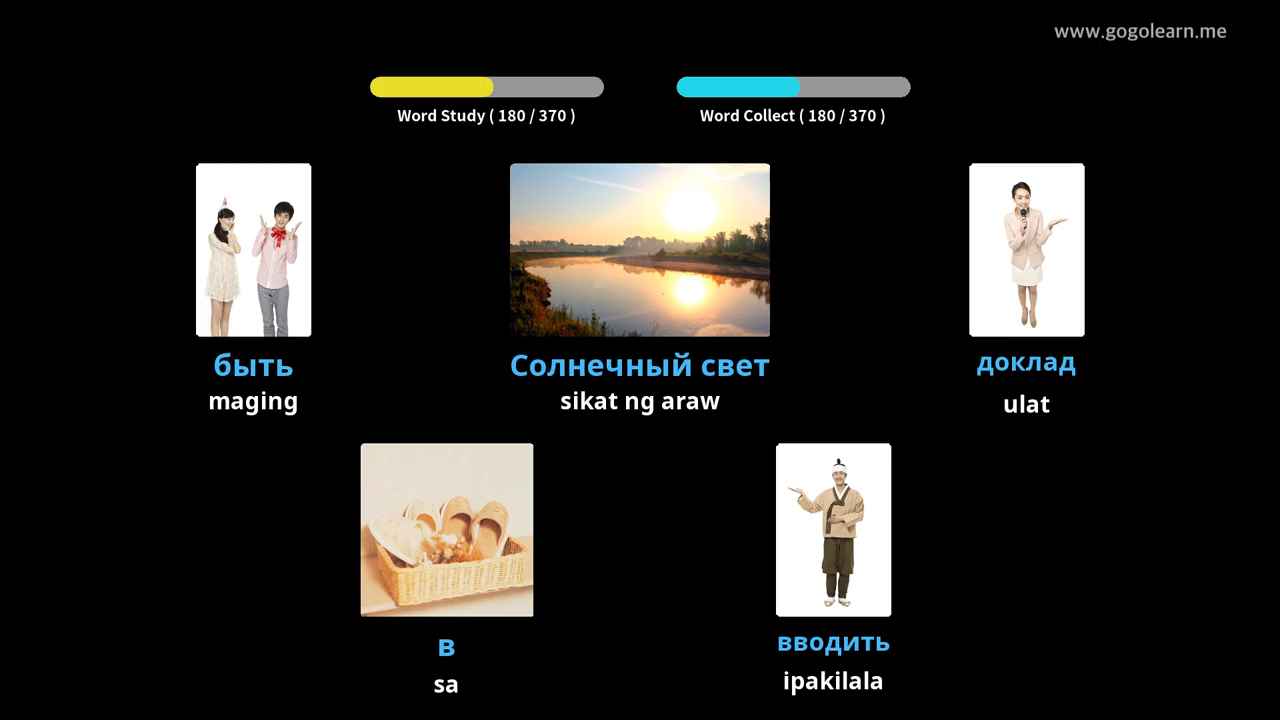 www.gogolearn.me
Word Study ( 180 / 370 )
Word Collect ( 180 / 370 )
быть
maging
Солнечный свет
sikat ng araw
доклад
ulat
в
sa
вводить
ipakilala